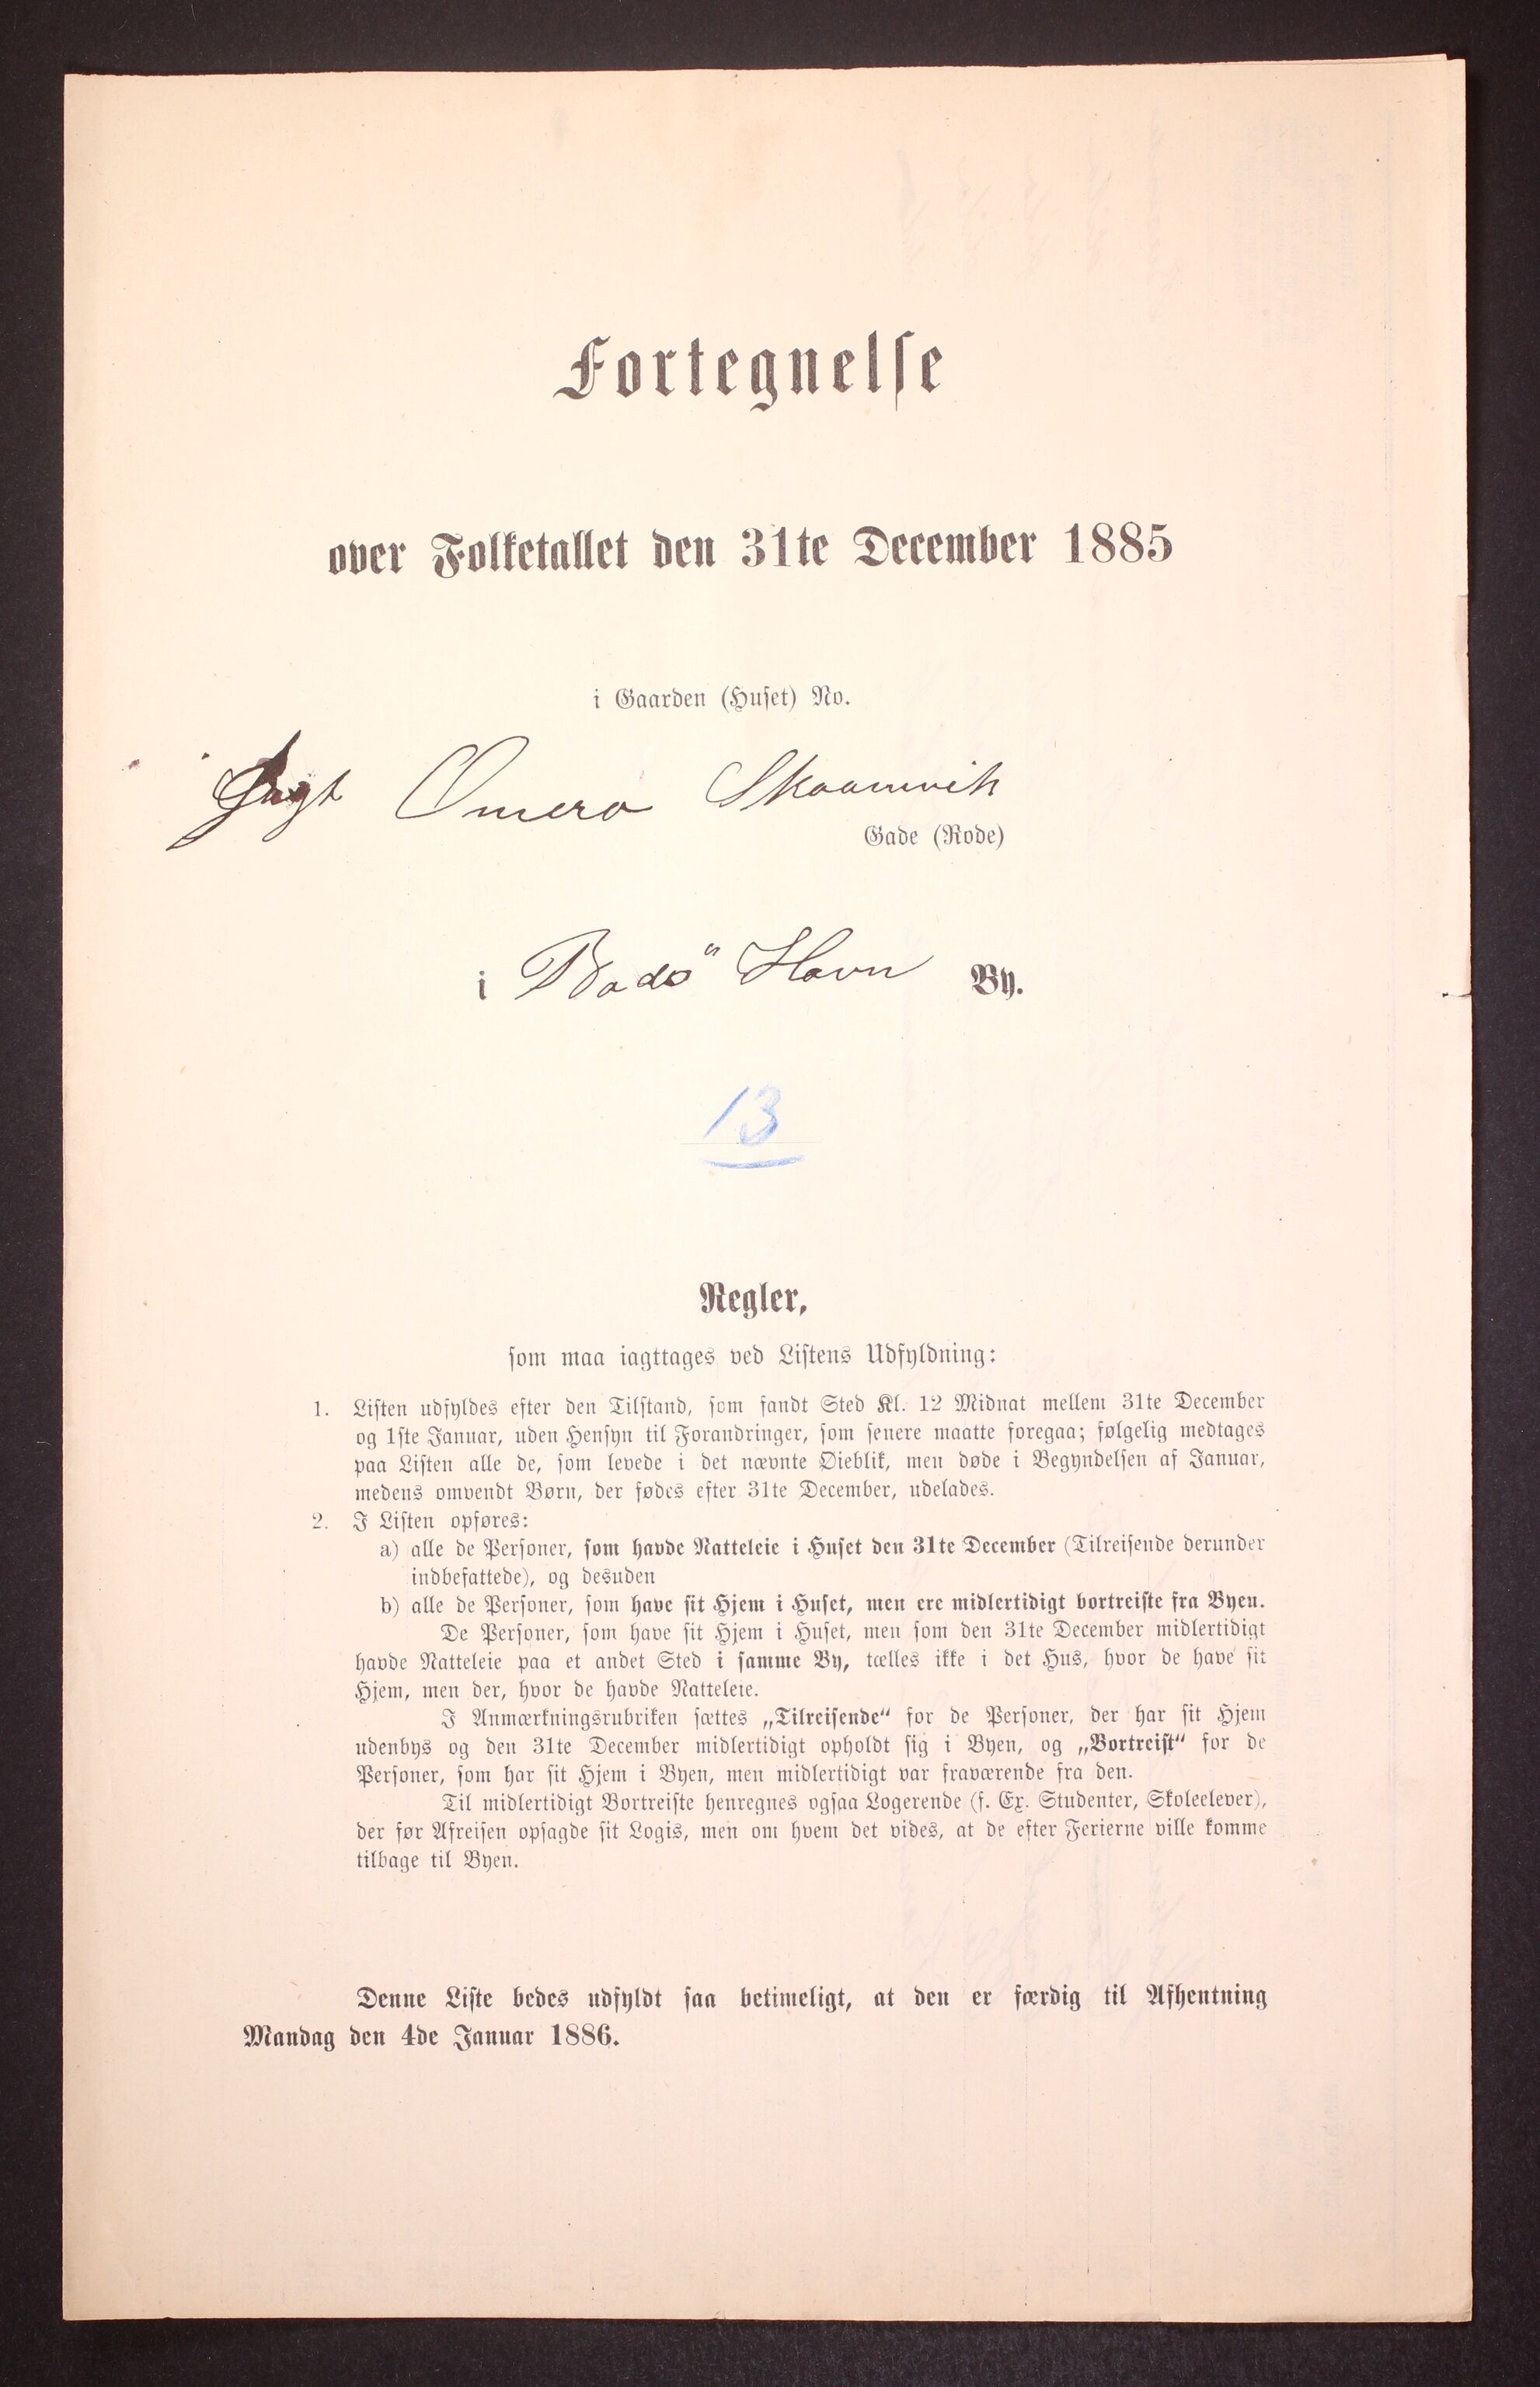 Fortegnelse
over Folketallet den 31te December 1885
i Gaarden (Huset) No.
Jagt Omera Skaanevik
Gade (Rode)
i Bodö Havn By.
13
Regler,
som maa iagttages ved Listens Udfyldning:
1. Listen udfyldes efter den Tilstand, som fandt Sted Kl. 12 Midnat mellem 31te December
og 1ste Januar, uden Hensyn til Forandringer, som senere maatte foregaa; følgelig medtages
paa Listen alle de, som levede i det nævnte Øieblik, men døde i Begyndelsen af Januar,
medens omvendt Børn, der fødes efter 31te December, udelades.
2. I Listen opføres:
a) alle de Personer, som havde Natteleie i Huset den 31te December (Tilreisende derunder
indbefattede), og desuden
b) alle de Personer, som have sit Hjem i Huset, men ere midlertidigt bortreiste fra Byen.
De Personer, som have sit Hjem i Huset, men som den 31te December midlertidigt
havde Natteleie paa et andet Sted i samme By, tælles ikke i det Hus, hvor de have sit
Hjem, men der, hvor de havde Natteleie.
I Anmærkningsrubriken sættes „Tilreisende“ for de Personer, der har sit Hjem
udenbys og den 31te December midlertidigt opholdt sig i Byen, og „Bortreist“ for de
Personer, som har sit Hjem i Byen, men midlertidigt var fraværende fra den.
Til midlertidigt Bortreiste henregnes ogsaa Logerende (f. Ex. Studenter, Skoleelever),
der før Afreisen opsagde sit Logis, men om hvem det vides, at de efter Ferierne ville komme
tilbage til Byen.
Denne Liste bedes udfyldt saa betimeligt, at den er færdig til Afhentning
Mandag den 4de Januar 1886.